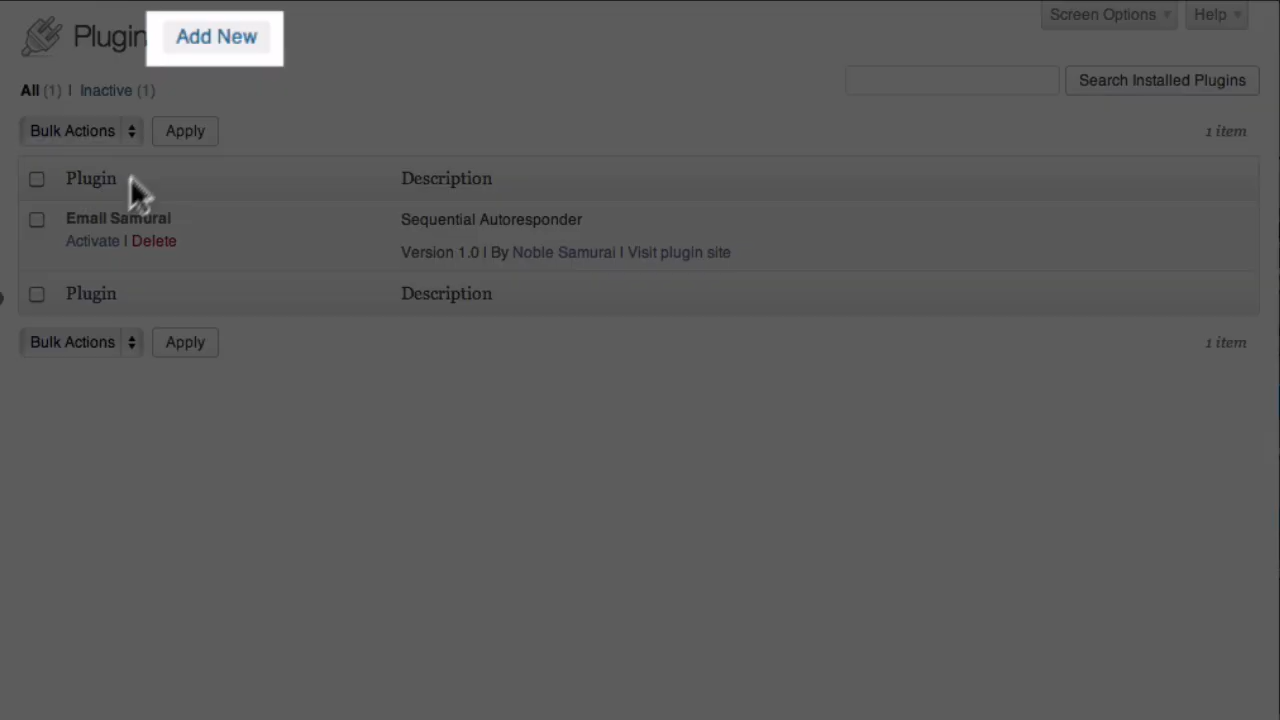 Plugin Add New Screen Options Help
All (1) | Inactive (1) Search Installed Plugins
Bulk Actions Apply 1 item
Plugin Description
Email Samurai Sequential Autoresponder
Activate | Delete Version 1.0 | By Noble Samurai | Visit plugin site
Plugin Description
Bulk Actions Apply 1 item